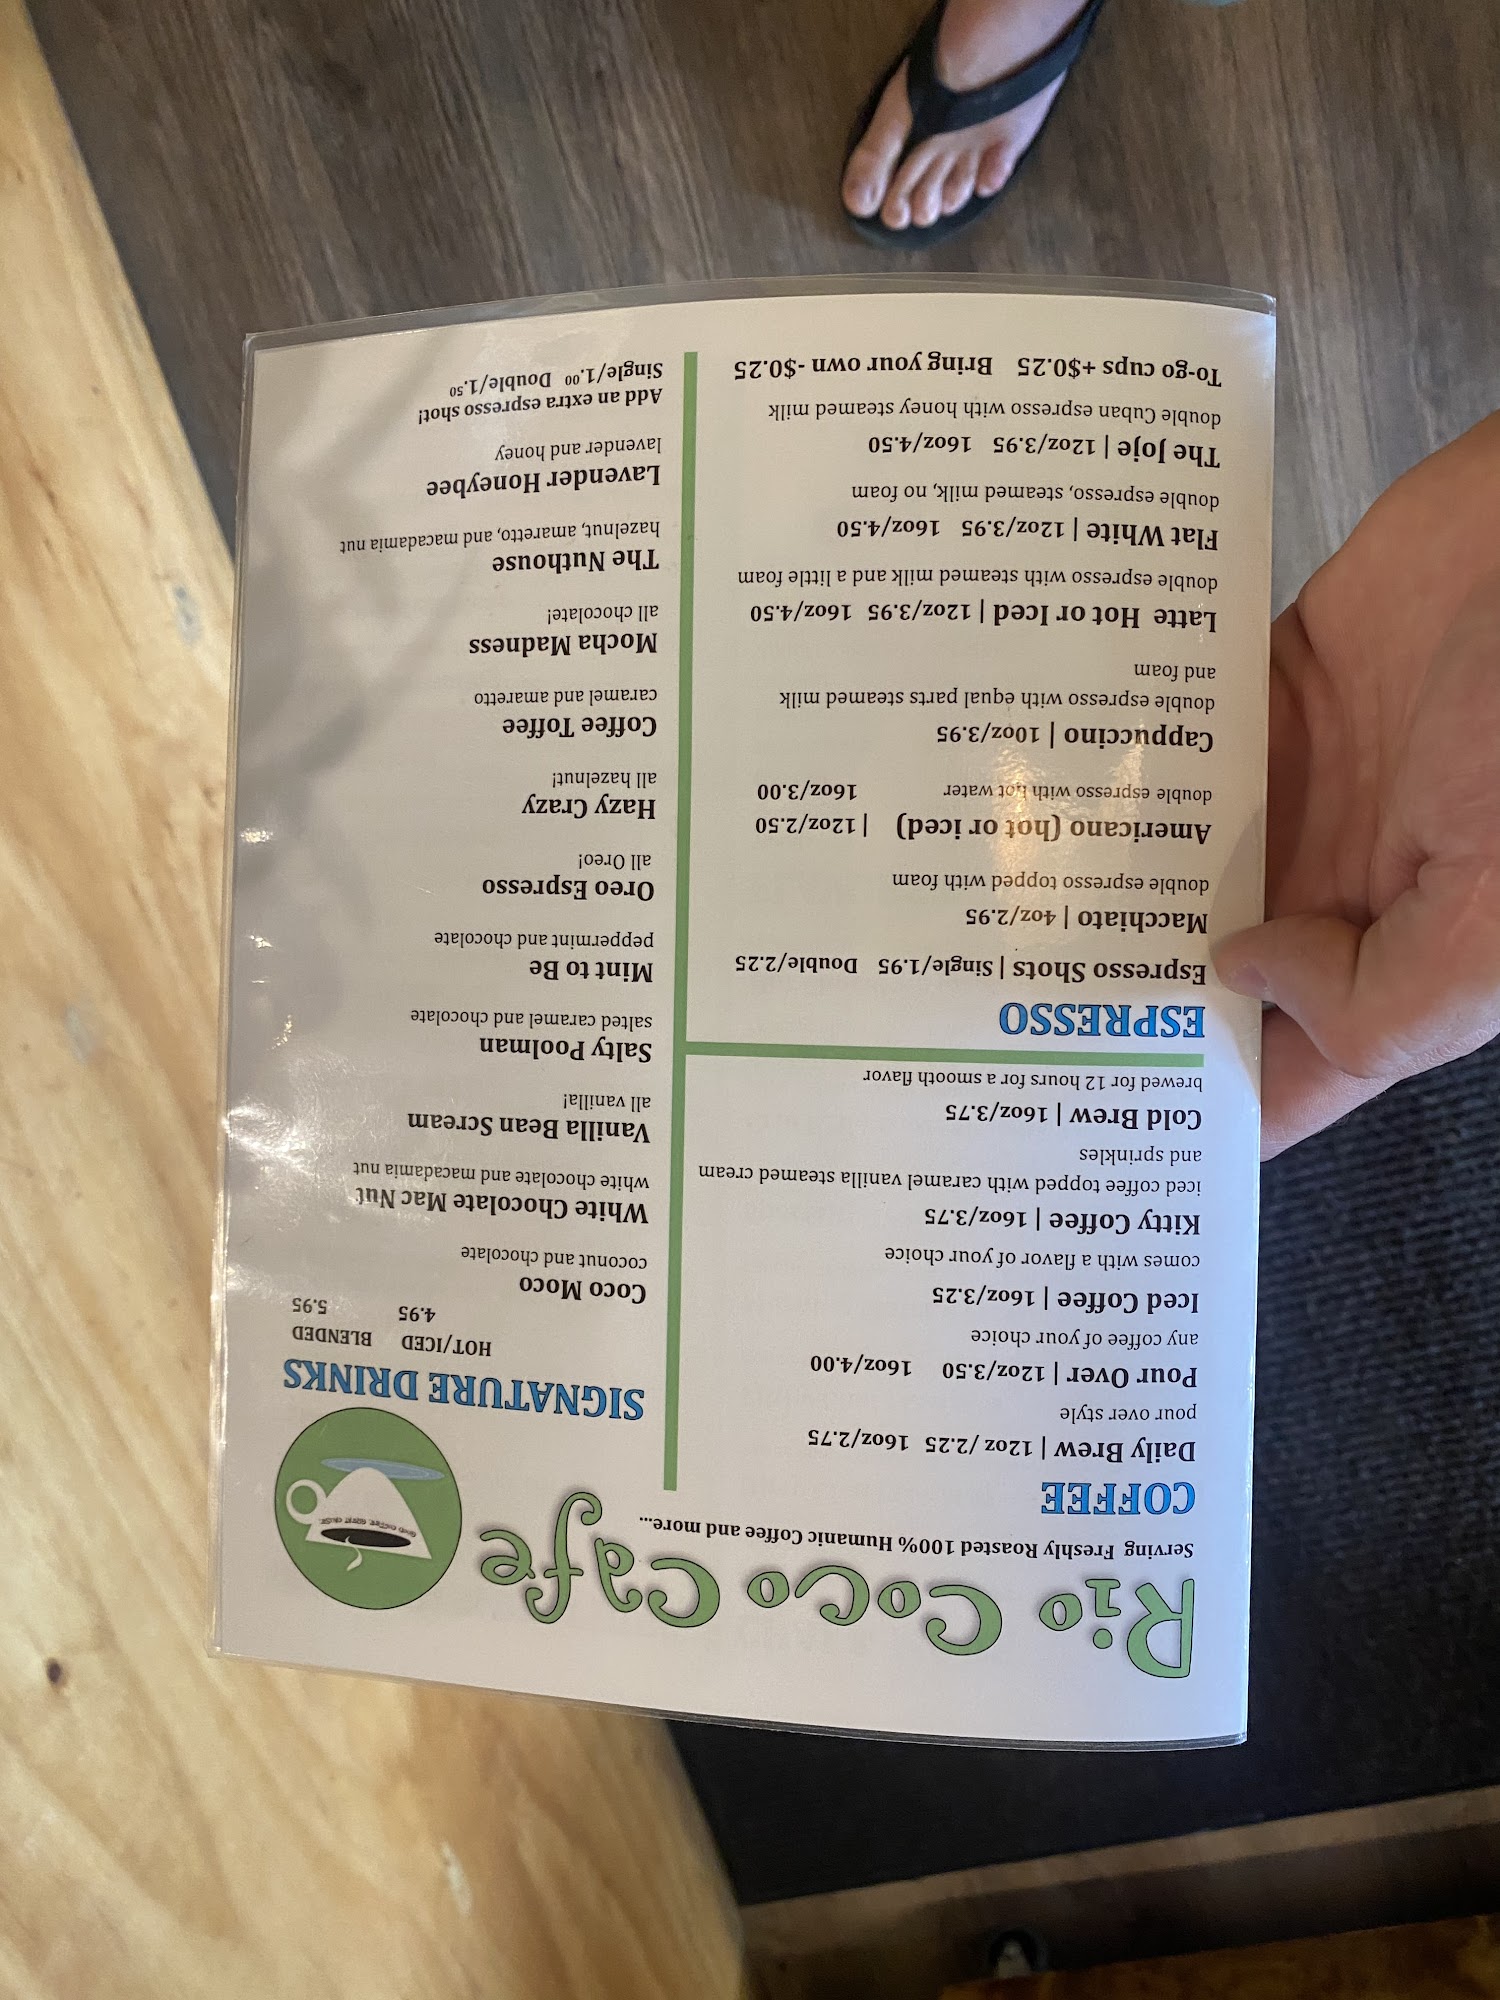 Rio Coco Cafe
Serving Freshly Roasted 100% Humanic Coffee and more...
COFFEE
Daily Brew | 12oz /2.25 16oz/2.75
pour over style
Pour Over | 12oz/3.50 16oz/4.00
any coffee of your choice
Iced Coffee | 16oz/3.25
comes with a flavor of your choice
Kitty Coffee | 16oz/3.75
iced coffee topped with caramel vanilla steamed cream
and sprinkles
Cold Brew | 16oz/3.75
brewed for 12 hours for a smooth flavor
ESPRESSO
Espresso Shots | Single/1.95 Double/2.25
Macchiato | 4oz/2.95
double espresso topped with foam
Americano (hot or iced) | 12oz/2.50
double espresso with hot water 16oz/3.00
Cappuccino | 10oz/3.95
double espresso with equal parts steamed milk
and foam
Latte Hot or Iced | 12oz/3.95 16oz/4.50
double espresso with steamed milk and a little foam
Flat White | 12oz/3.95 16oz/4.50
double espresso, steamed milk, no foam
The Joje | 12oz/3.95 16oz/4.50
double Cuban espresso with honey steamed milk
To-go cups +$0.25 Bring your own -$0.25
SIGNATURE DRINKS
HOT/ICED BLENDED
4.95 5.95
Coco Moco
coconut and chocolate
White Chocolate Mac Nut
white chocolate and macadamia nut
Vanilla Bean Scream
all vanilla!
Salty Poolman
salted caramel and chocolate
Mint to Be
peppermint and chocolate
Oreo Espresso
all Oreo!
Hazy Crazy
all hazelnut!
Coffee Toffee
caramel and amaretto
Mocha Madness
all chocolate!
The Nuthouse
hazelnut, amaretto, and macadamia nut
Lavender Honeybee
lavender and honey
Add an extra espresso shot!
Single/1.00 Double/1.50